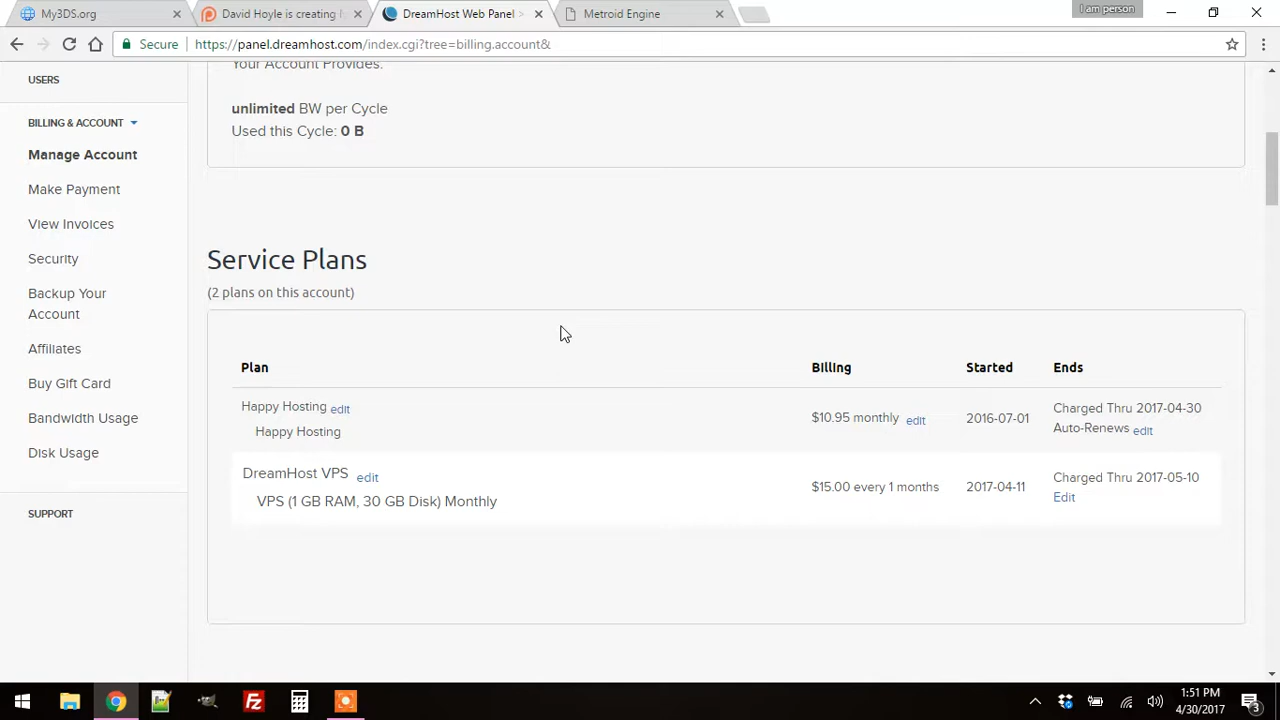 My3DS.org
David Hoyle is creating
DreamHost Web Panel >
Metroid Engine
I am person
Secure
https://panel.dreamhost.com/index.cgi?tree=billing.account&
USERS
BILLING & ACCOUNT
Manage Account
Make Payment
View Invoices
Security
Backup Your
Account
Affiliates
Buy Gift Card
Bandwidth Usage
Disk Usage
SUPPORT
Your Account Provides:
unlimited BW per Cycle
Used this Cycle: 0 B
Service Plans
(2 plans on this account)
Plan Billing Started Ends
Happy Hosting edit
Happy Hosting
$10.95 monthly edit
2016-07-01
Charged Thru 2017-04-30
Auto-Renews edit
DreamHost VPS edit
VPS (1 GB RAM, 30 GB Disk) Monthly
$15.00 every 1 months
2017-04-11
Charged Thru 2017-05-10
Edit
Fz
1:51 PM
4/30/2017
3